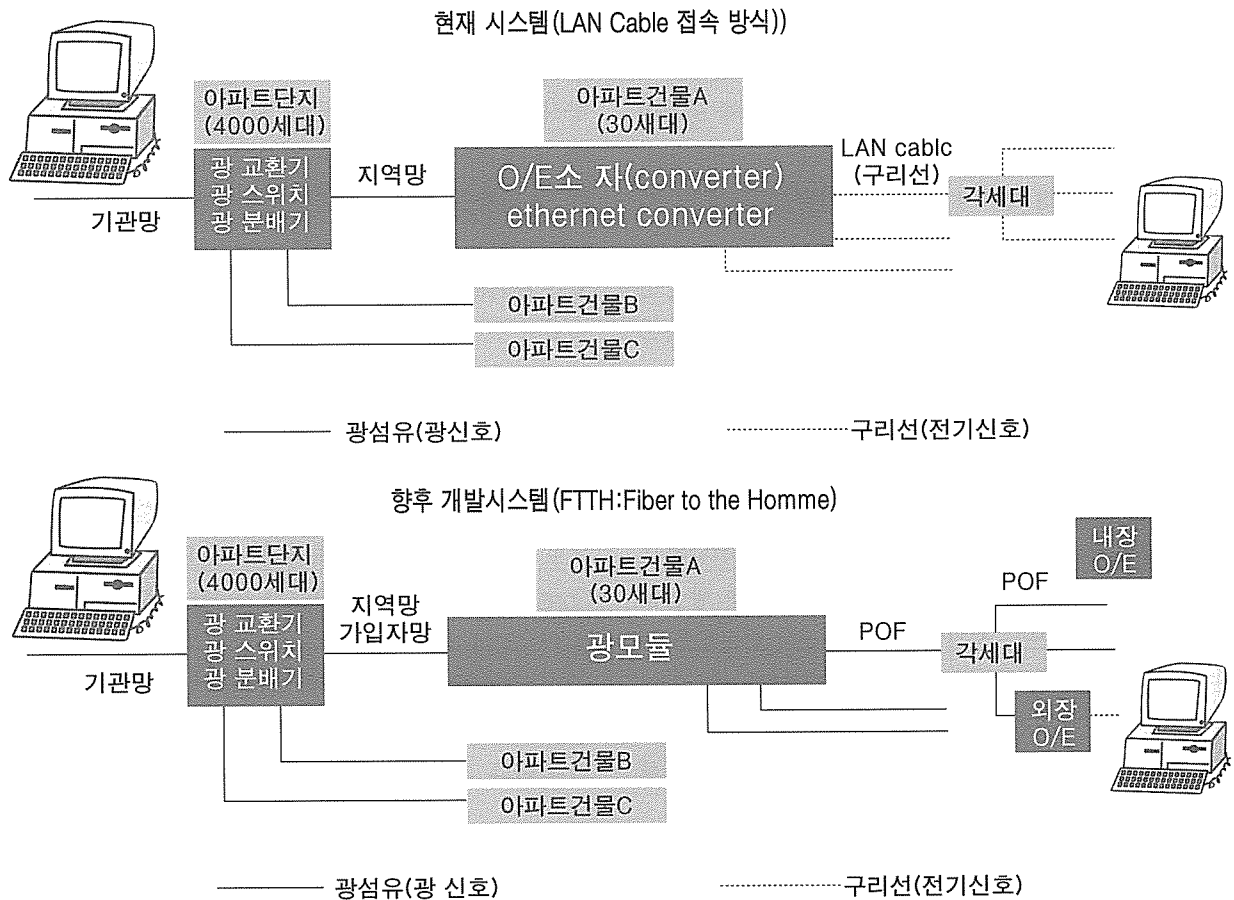 현재 시스템(LAN Cable 접속 방식))
아파트단지
(4000세대)
광 교환기
광 스위치
광 분배기
기관망
지역망
아파트건물A
(30세대)
O/E소 자(converter)
ethernet converter
LAN cablc
(구리선)
각세대
아파트건물B
아파트건물C
광섬유(광신호)
구리선(전기신호)
향후 개발시스템(FTTH:Fiber to the Homme)
아파트단지
(4000세대)
광 교환기
광 스위치
광 분배기
기관망
지역망
가입자망
아파트건물A
(30세대)
광모듈
POF
각세대
POF
내장
O/E
외장
O/E
아파트건물B
아파트건물C
광섬유(광 신호)
구리선(전기신호)